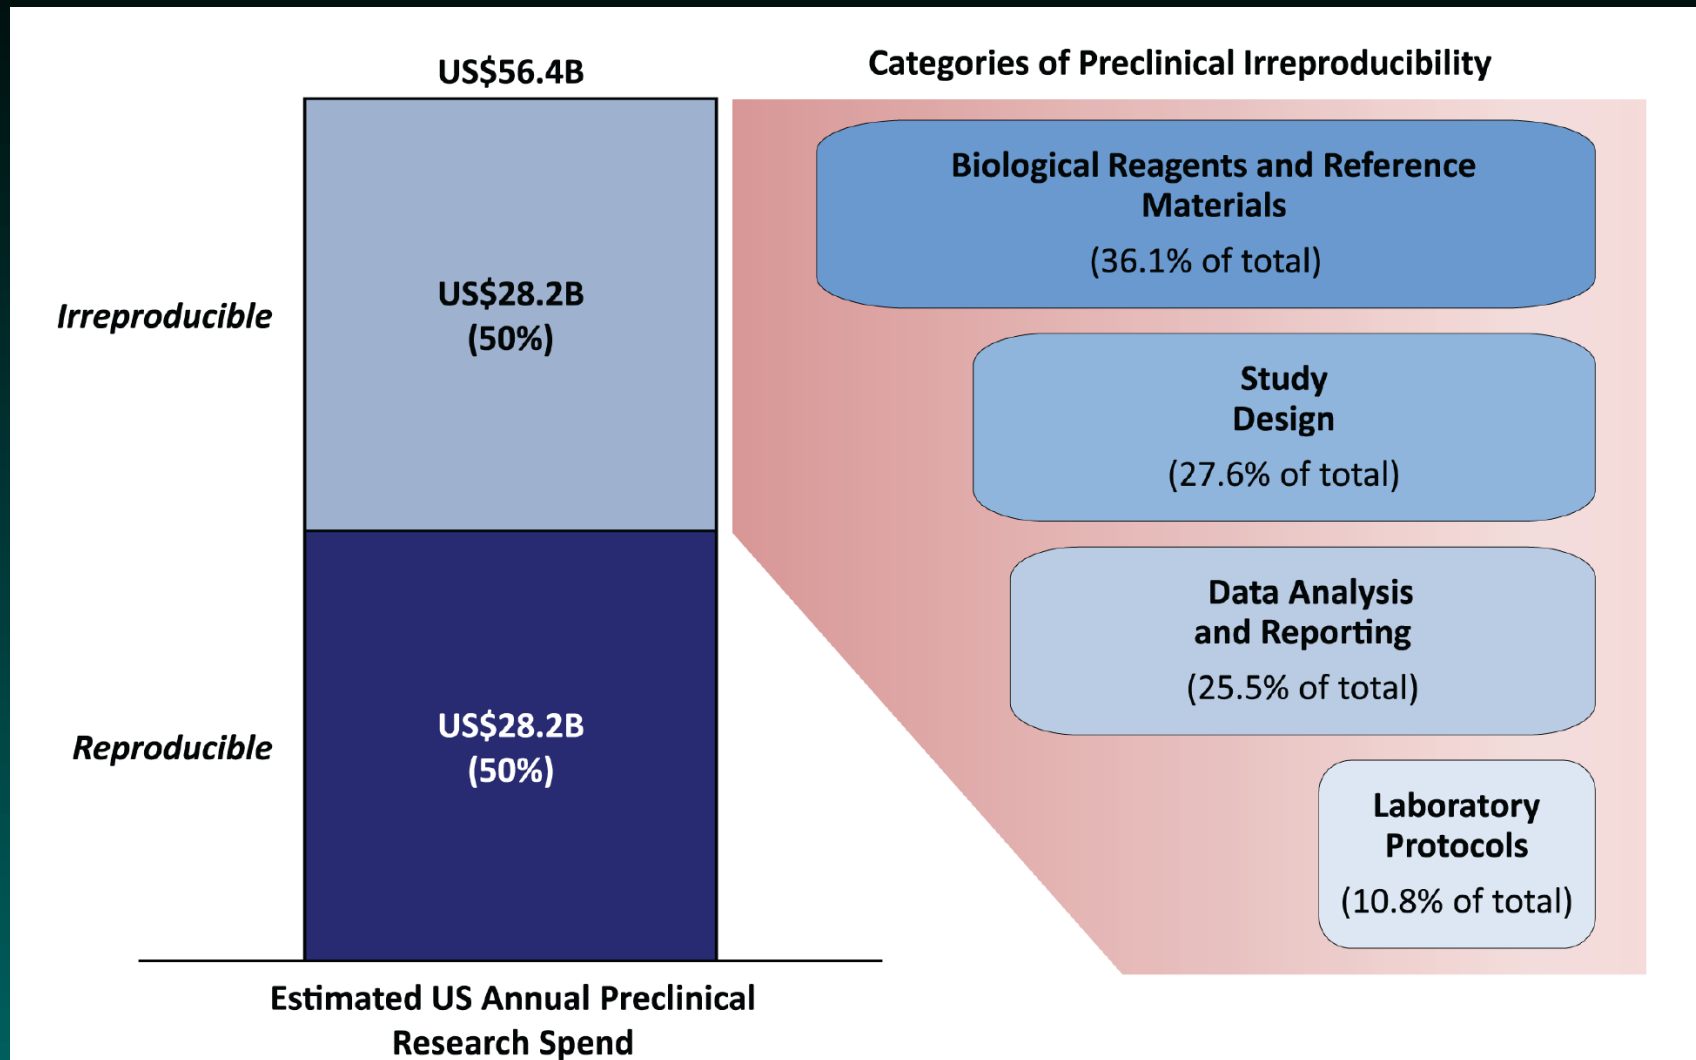 US$56.4B
Irreproducible
US$28.2B
(50%)
Reproducible
US$28.2B
(50%)
Estimated US Annual Preclinical
Research Spend
Categories of Preclinical Irreproducibility
Biological Reagents and Reference
Materials
(36.1% of total)
Study
Design
(27.6% of total)
Data Analysis
and Reporting
(25.5% of total)
Laboratory
Protocols
(10.8% of total)